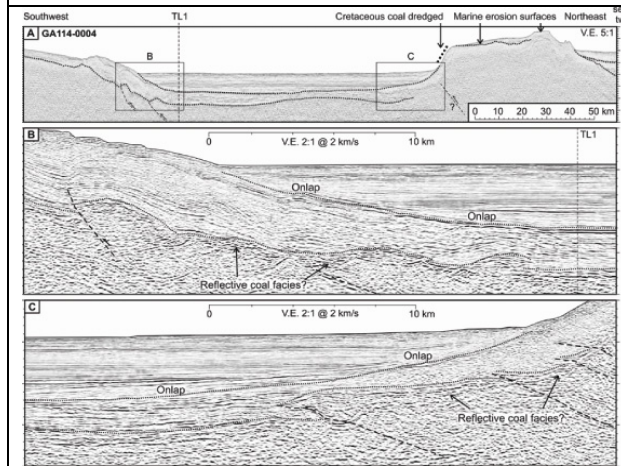 Southwest TL1 Cretaceous coal dredged Marine erosion surfaces Northeast
A GA114-0004 V.E. 5:1
B C
?
0 10 20 30 40 50 km
B 0 V.E. 2:1 @ 2 km/s 10 km TL1
Onlap
Onlap
Reflective coal facies?
C 0 V.E. 2:1 @ 2 km/s 10 km
Onlap
Onlap
Reflective coal facies?